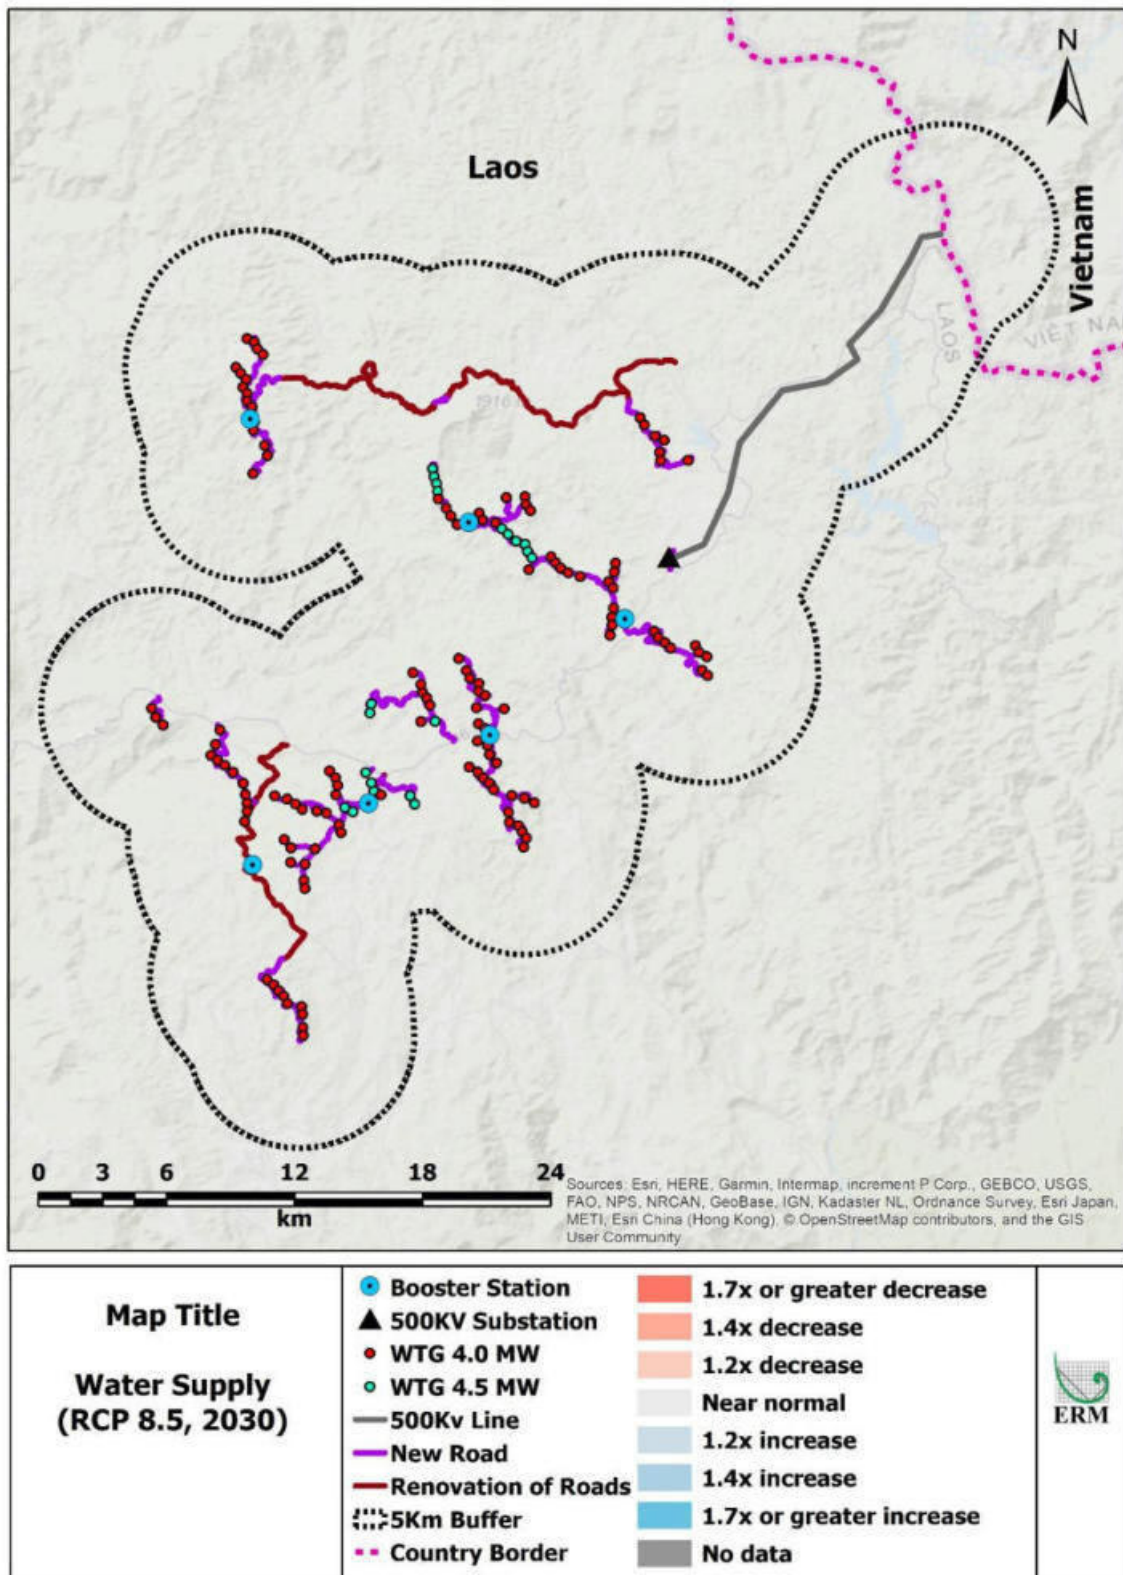 N
Laos
Vietnam
LAOS
VIỆT NA
1916
0 3 6 12 18 24
km
Sources: Esri, HERE, Garmin, Intermap, increment P Corp., GEBCO, USGS,
FAO, NPS, NRCAN, GeoBase, IGN, Kadaster NL, Ordnance Survey, Esri Japan,
METI, Esri China (Hong Kong), © OpenStreetMap contributors, and the GIS
User Community
Map Title
Water Supply
(RCP 8.5, 2030)
Booster Station
500KV Substation
WTG 4.0 MW
WTG 4.5 MW
500Kv Line
New Road
Renovation of Roads
5Km Buffer
Country Border
1.7x or greater decrease
1.4x decrease
1.2x decrease
Near normal
1.2x increase
1.4x increase
1.7x or greater increase
No data
ERM